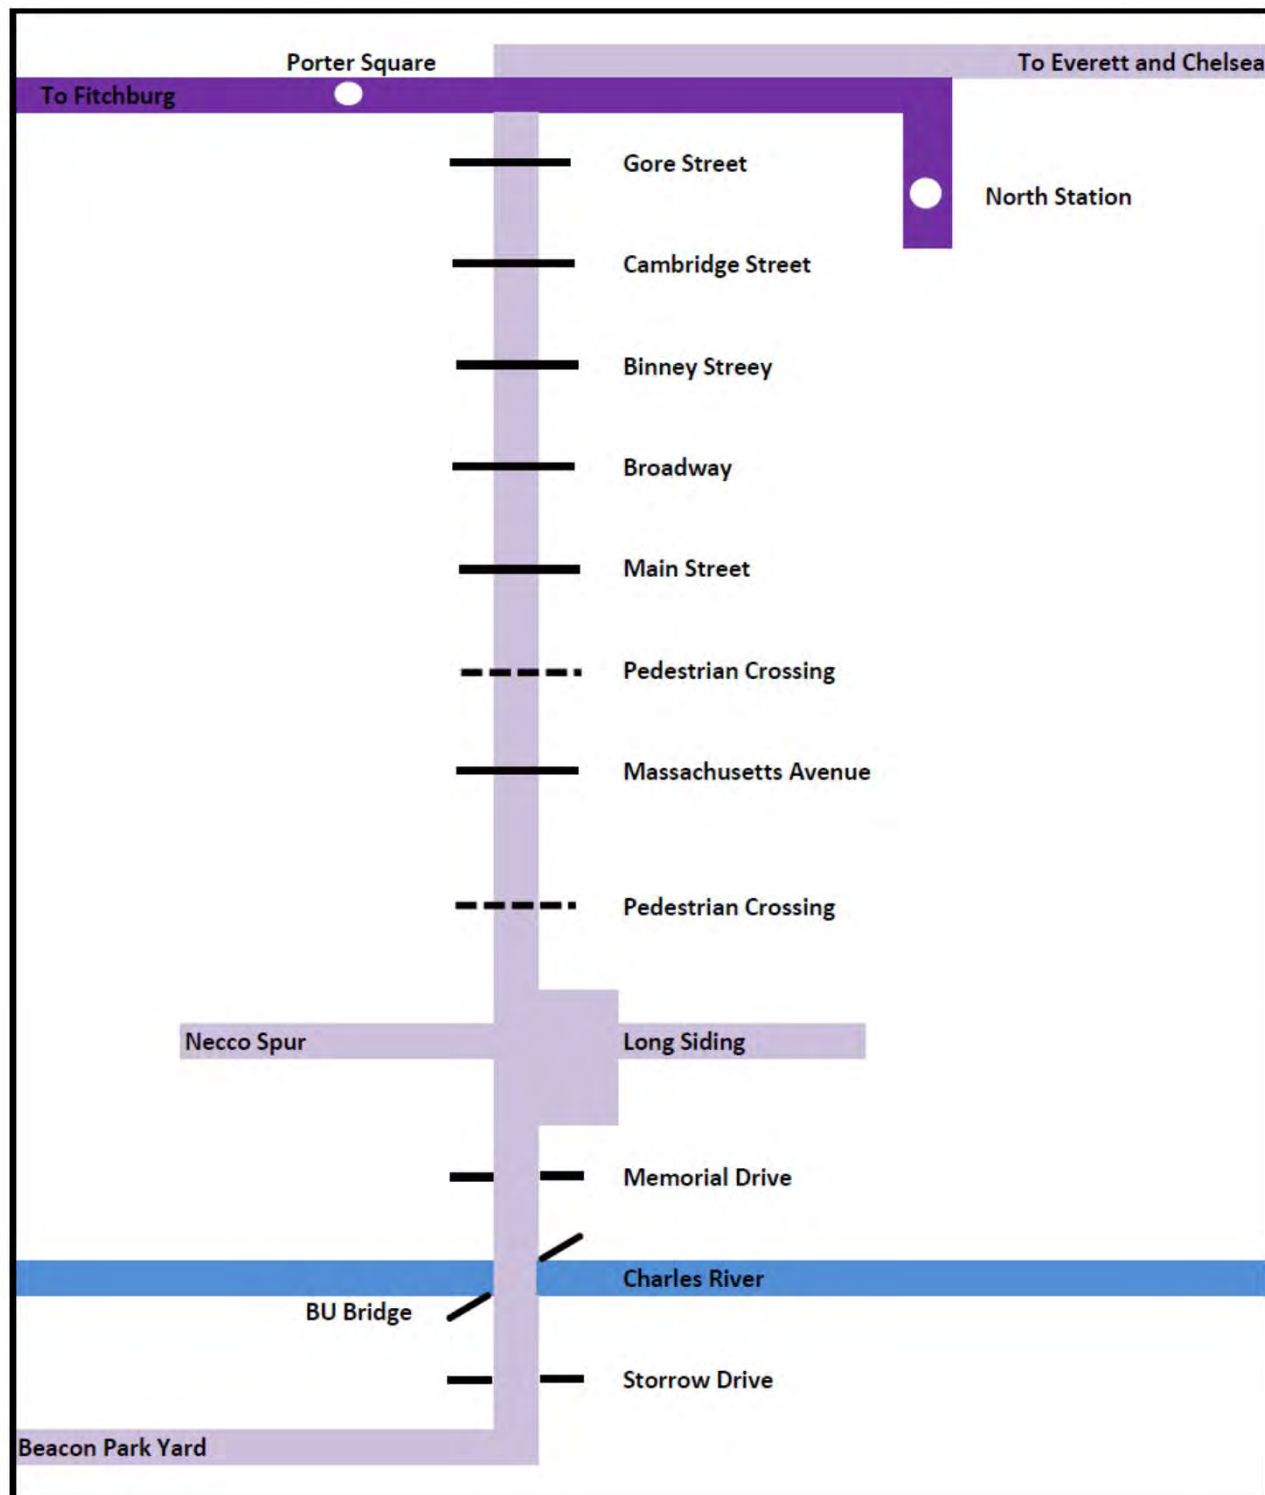 Porter Square
To Everett and Chelsea
To Fitchburg
Gore Street
North Station
Cambridge Street
Binney Streey
Broadway
Main Street
Pedestrian Crossing
Massachusetts Avenue
Pedestrian Crossing
Necco Spur
Long Siding
Memorial Drive
Charles River
BU Bridge
Storrow Drive
Beacon Park Yard